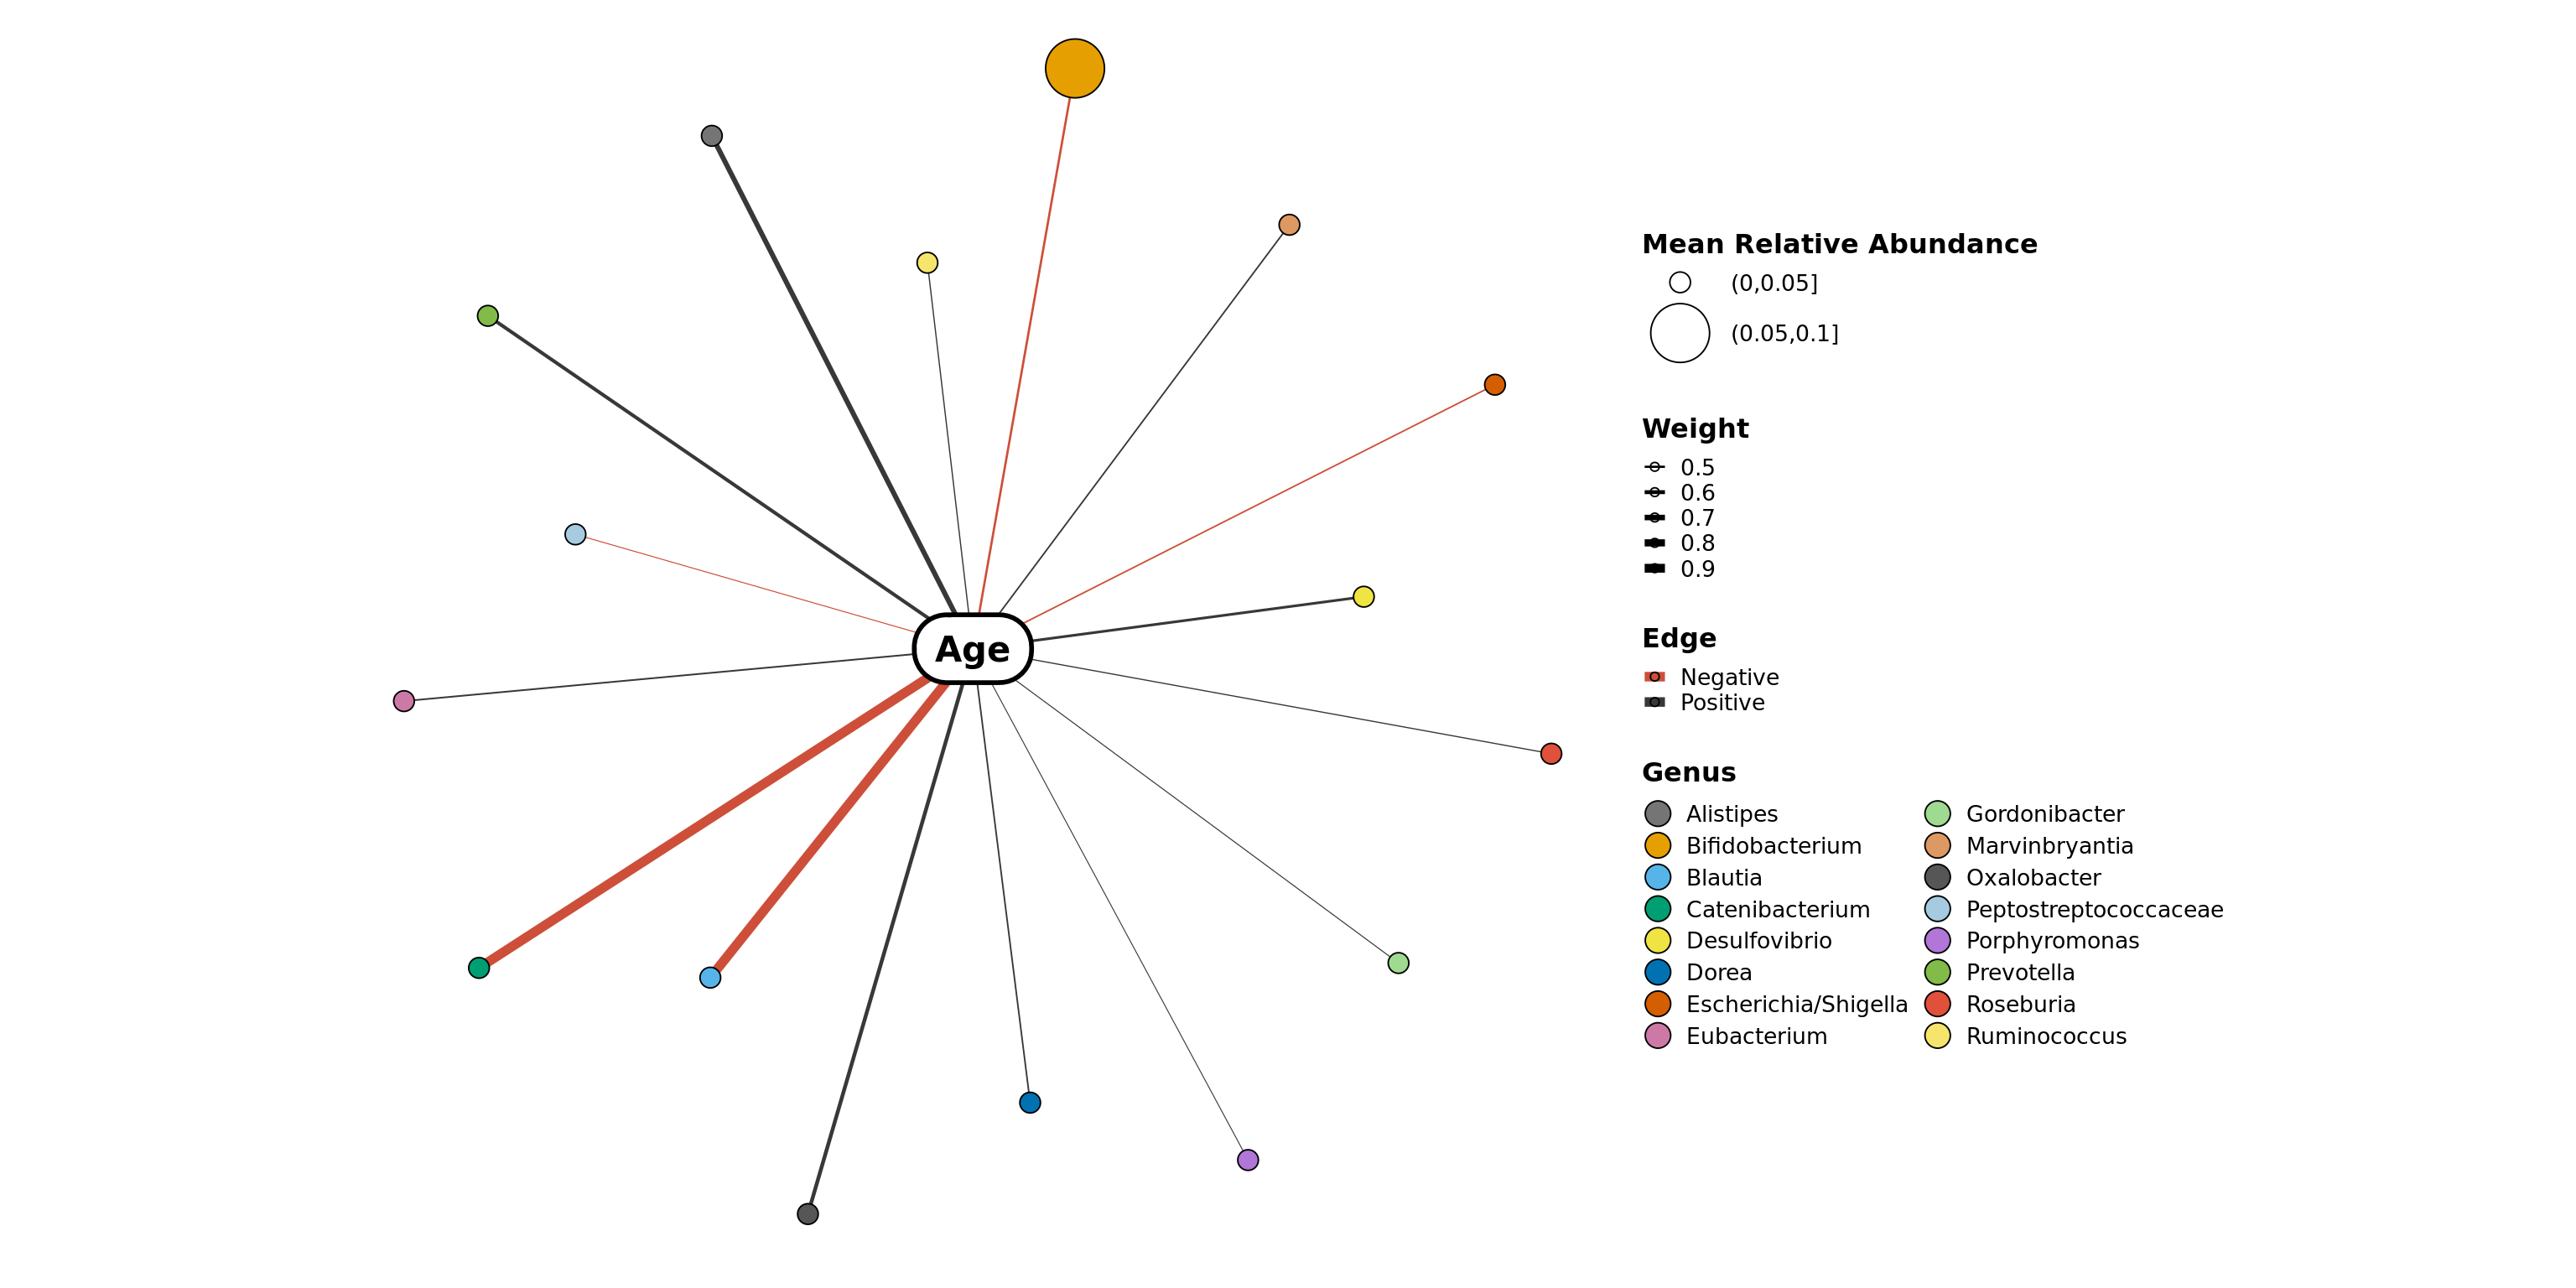 Age
Mean Relative Abundance
(0,0.05]
(0.05,0.1]
Weight
0.5
0.6
0.7
0.8
0.9
Edge
Negative
Positive
Genus
Alistipes
Bifidobacterium
Blautia
Catenibacterium
Desulfovibrio
Dorea
Escherichia/Shigella
Eubacterium
Gordonibacter
Marvinbryantia
Oxalobacter
Peptostreptococcaceae
Porphyromonas
Prevotella
Roseburia
Ruminococcus